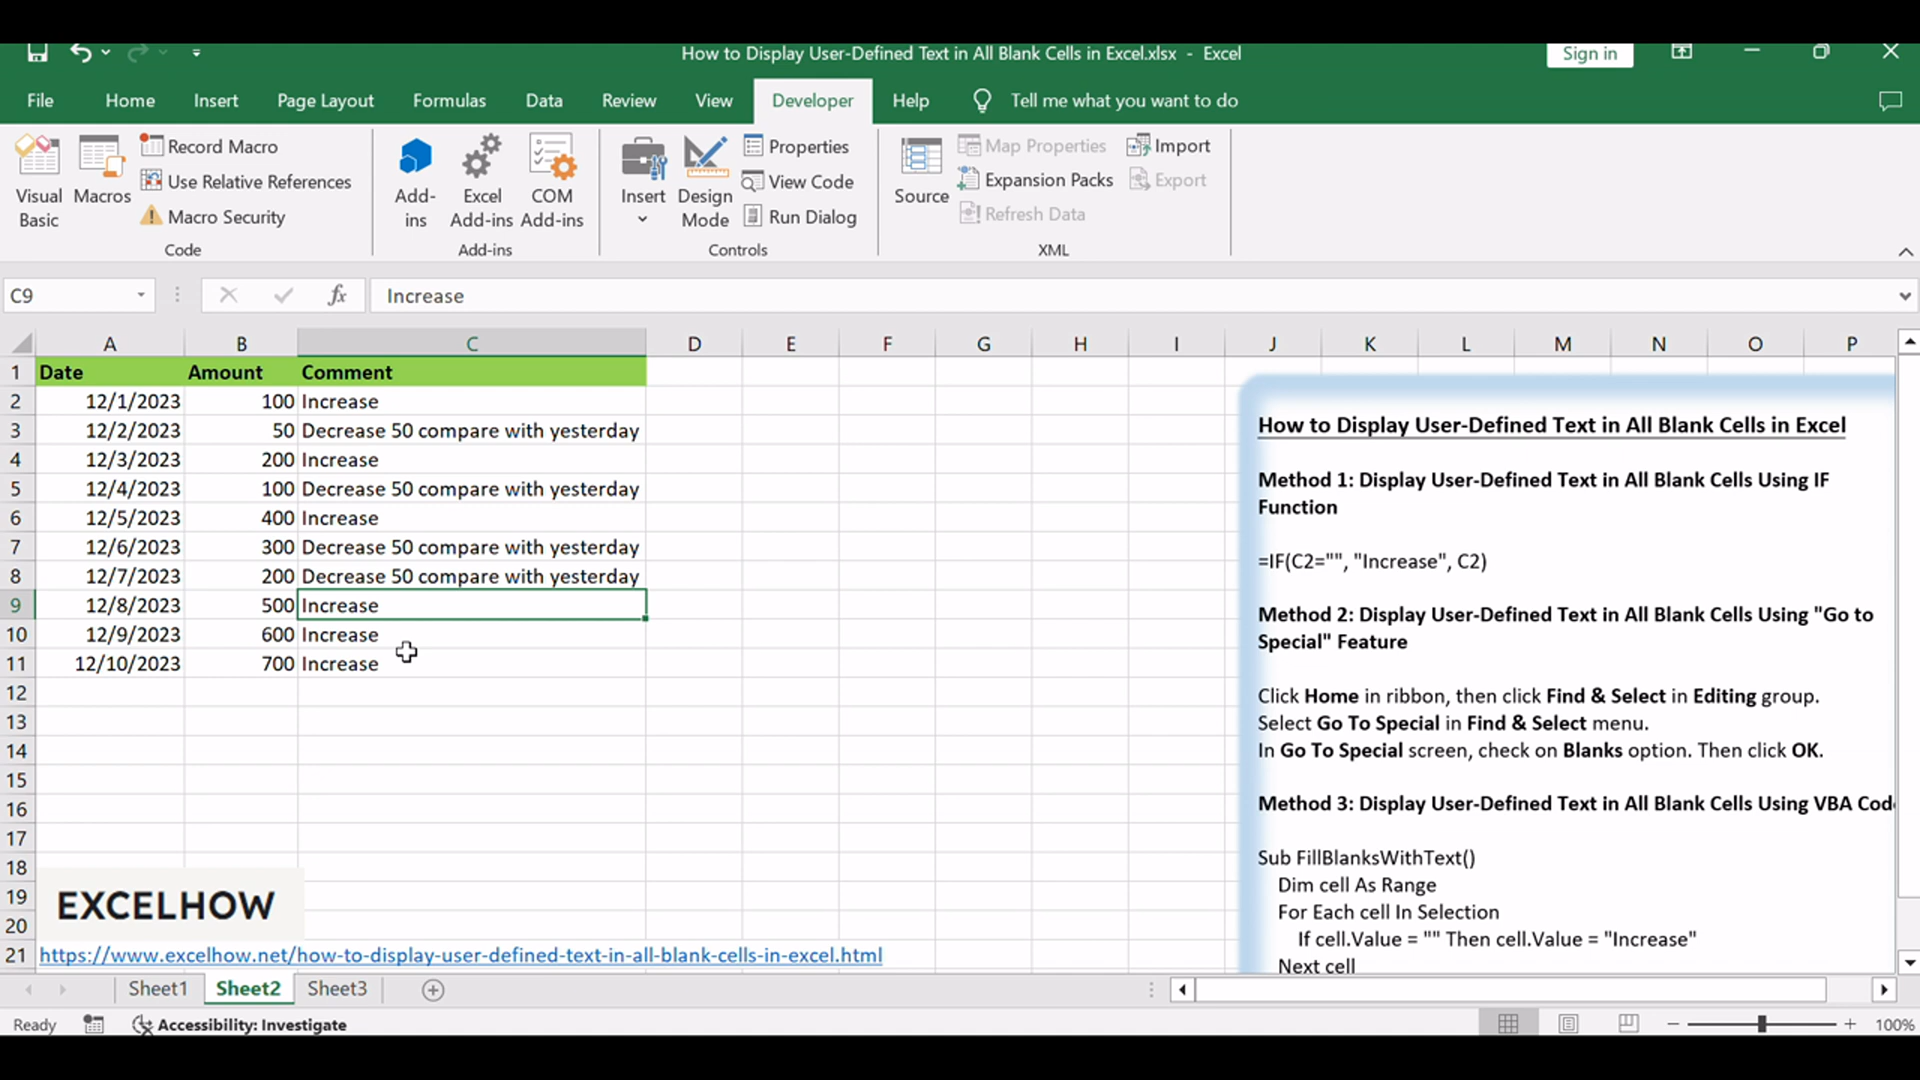 How to Display User-Defined Text in All Blank Cells in Excel.xlsx - Excel
Sign in
File Home Insert Page Layout Formulas Data Review View Developer Help Tell me what you want to do
Visual Basic
Macros
Record Macro
Use Relative References
Macro Security
Code
Add-ins
Excel Add-ins
COM Add-ins
Add-ins
Insert
Design Mode
Properties
View Code
Run Dialog
Controls
Source
Map Properties
Expansion Packs
Refresh Data
Import
Export
XML
C9 fx Increase
A B C D E F G H I J K L M N O P
1 Date Amount Comment
2 12/1/2023 100 Increase
3 12/2/2023 50 Decrease 50 compare with yesterday
4 12/3/2023 200 Increase
5 12/4/2023 100 Decrease 50 compare with yesterday
6 12/5/2023 400 Increase
7 12/6/2023 300 Decrease 50 compare with yesterday
8 12/7/2023 200 Decrease 50 compare with yesterday
9 12/8/2023 500 Increase
10 12/9/2023 600 Increase
11 12/10/2023 700 Increase
12
13
14
15
16
17
18
19
20
21 https://www.excelhow.net/how-to-display-user-defined-text-in-all-blank-cells-in-excel.html
EXCELHOW
How to Display User-Defined Text in All Blank Cells in Excel
Method 1: Display User-Defined Text in All Blank Cells Using IF
Function
=IF(C2="", "Increase", C2)
Method 2: Display User-Defined Text in All Blank Cells Using "Go to
Special" Feature
Click Home in ribbon, then click Find & Select in Editing group.
Select Go To Special in Find & Select menu.
In Go To Special screen, check on Blanks option. Then click OK.
Method 3: Display User-Defined Text in All Blank Cells Using VBA Cod
Sub FillBlanksWithText()
Dim cell As Range
For Each cell In Selection
If cell.Value = "" Then cell.Value = "Increase"
Next cell
Sheet1 Sheet2 Sheet3
Ready Accessibility: Investigate 100%